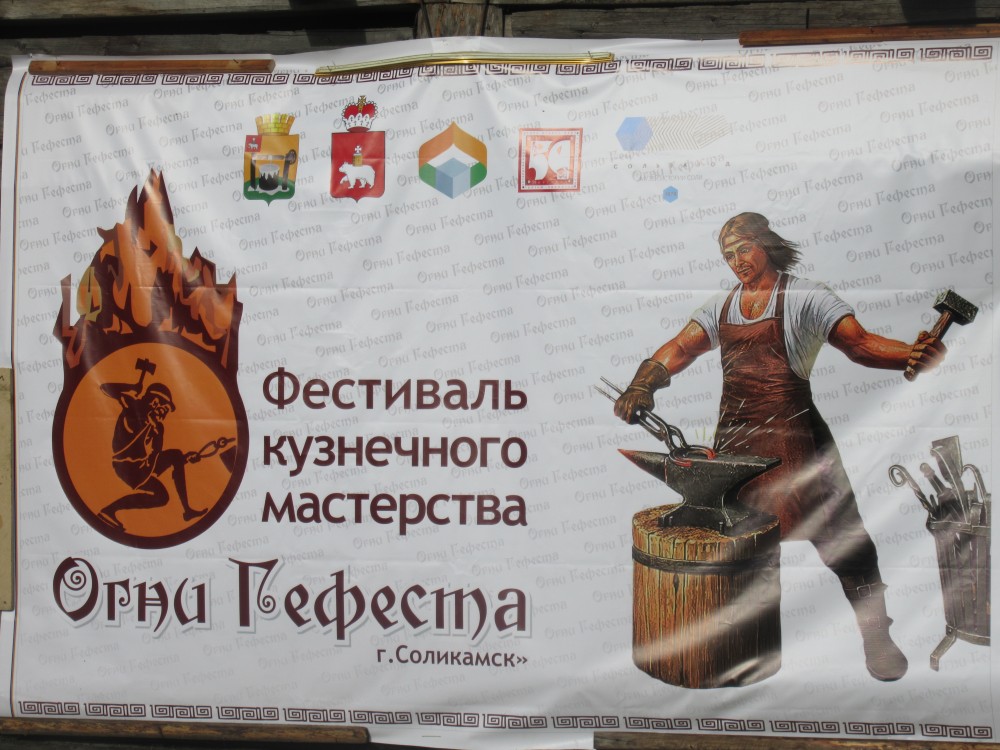 Фестиваль
кузнечного
мастерства
Огни Гефеста
г.Соликамск»